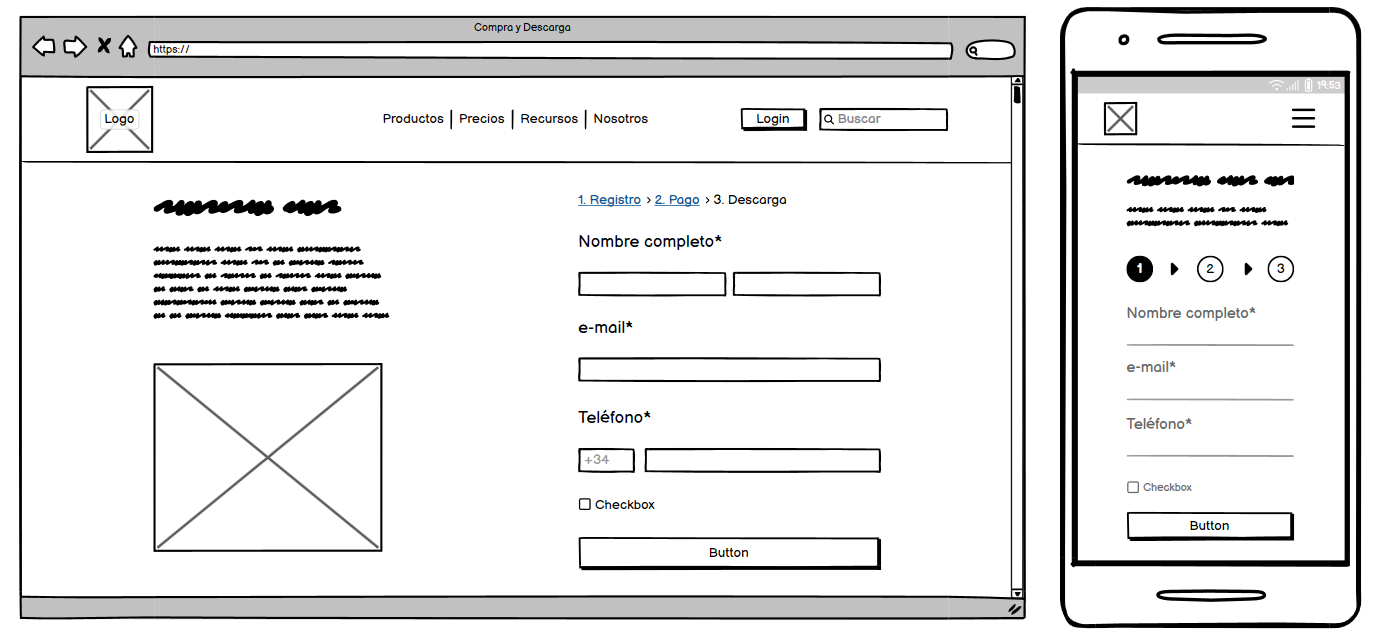 Compra y Descarga
https://
Logo
Productos | Precios | Recursos | Nosotros
Login
Buscar
1. Registro > 2. Pago > 3. Descarga
Nombre completo*
e-mail*
Teléfono*
+34
Checkbox
Button
19:53
1 2 3
Nombre completo*
e-mail*
Teléfono*
Checkbox
Button